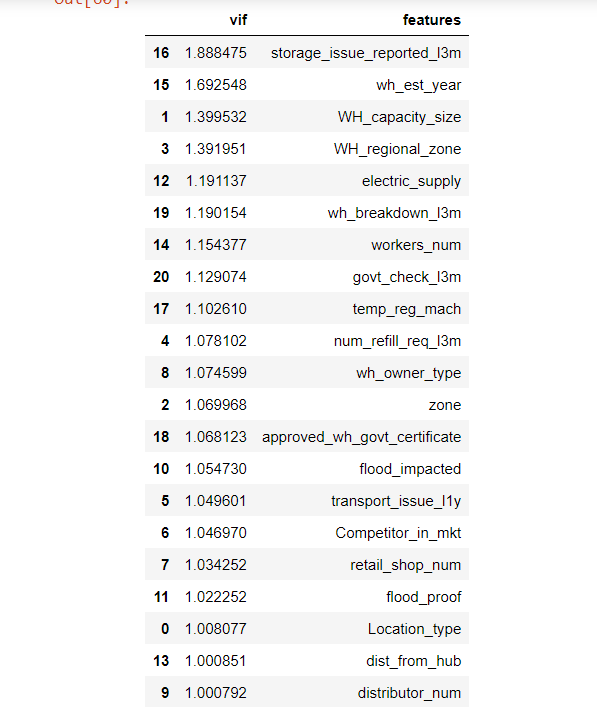 vif features
16 1.888475 storage_issue_reported_l3m
15 1.692548 wh_est_year
1 1.399532 WH_capacity_size
3 1.391951 WH_regional_zone
12 1.191137 electric_supply
19 1.190154 wh_breakdown_l3m
14 1.154377 workers_num
20 1.129074 govt_check_l3m
17 1.102610 temp_reg_mach
4 1.078102 num_refill_req_l3m
8 1.074599 wh_owner_type
2 1.069968 zone
18 1.068123 approved_wh_govt_certificate
10 1.054730 flood_impacted
5 1.049601 transport_issue_l1y
6 1.046970 Competitor_in_mkt
7 1.034252 retail_shop_num
11 1.022252 flood_proof
0 1.008077 Location_type
13 1.000851 dist_from_hub
9 1.000792 distributor_num